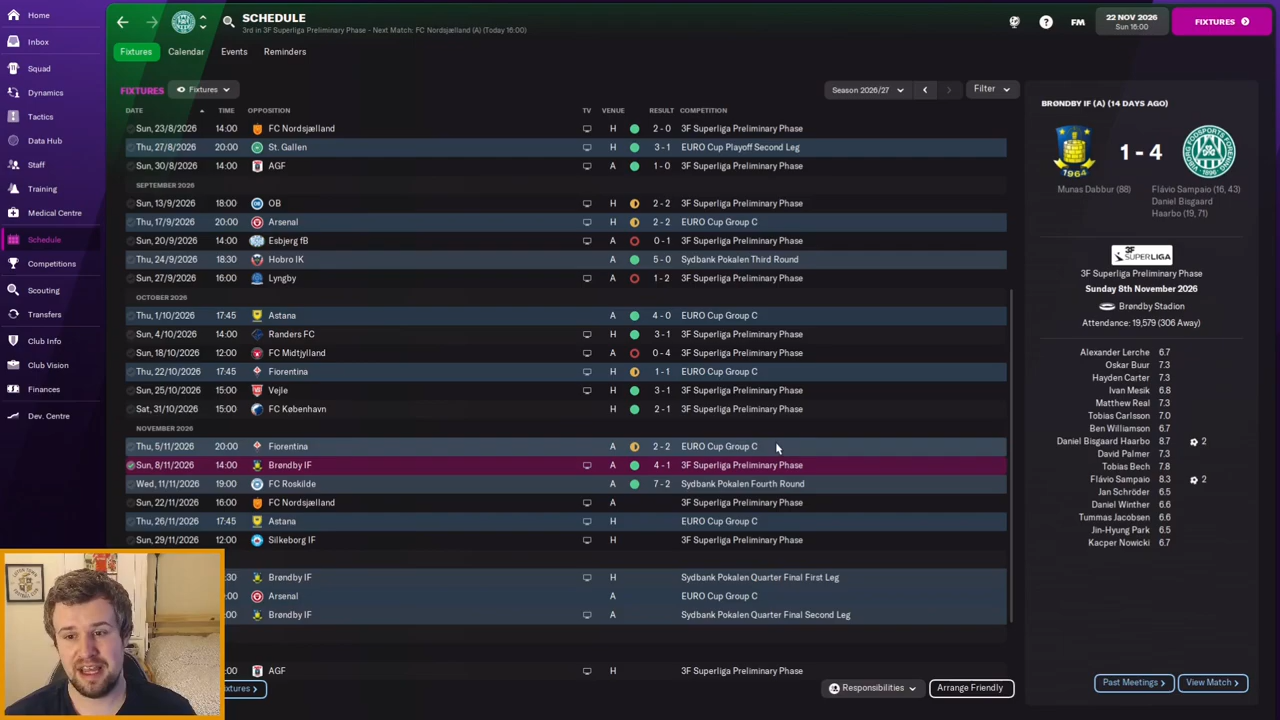 Home
Inbox
Squad
Dynamics
Tactics
Data Hub
Staff
Training
Medical Centre
Schedule
Competitions
Scouting
Transfers
Club Info
Club Vision
Finances
Dev. Centre
SCHEDULE
3rd in 3F Superliga Preliminary Phase - Next Match: FC Nordsjælland (A) (Today 16:00)
FM
22 NOV 2026
Sun 16:00
FIXTURES
Fixtures Calendar Events Reminders
FIXTURES Fixtures
Season 2026/27 Filter
DATE TIME OPPOSITION TV VENUE RESULT COMPETITION
Sun, 23/8/2026 14:00 FC Nordsjælland H 2 - 0 3F Superliga Preliminary Phase
Thu, 27/8/2026 20:00 St. Gallen H 3 - 1 EURO Cup Playoff Second Leg
Sun, 30/8/2026 14:00 AGF A 1 - 0 3F Superliga Preliminary Phase
SEPTEMBER 2026
Sun, 13/9/2026 18:00 OB H 2 - 2 3F Superliga Preliminary Phase
Thu, 17/9/2026 20:00 Arsenal H 2 - 2 EURO Cup Group C
Sun, 20/9/2026 14:00 Esbjerg fB A 0 - 1 3F Superliga Preliminary Phase
Thu, 24/9/2026 18:30 Hobro IK A 5 - 0 Sydbank Pokalen Third Round
Sun, 27/9/2026 16:00 Lyngby A 1 - 2 3F Superliga Preliminary Phase
OCTOBER 2026
Thu, 1/10/2026 17:45 Astana A 4 - 0 EURO Cup Group C
Sun, 4/10/2026 14:00 Randers FC H 3 - 1 3F Superliga Preliminary Phase
Sun, 18/10/2026 12:00 FC Midtjylland A 0 - 4 3F Superliga Preliminary Phase
Thu, 22/10/2026 17:45 Fiorentina H 1 - 1 EURO Cup Group C
Sun, 25/10/2026 15:00 Vejle H 3 - 1 3F Superliga Preliminary Phase
Sat, 31/10/2026 15:00 FC København H 2 - 1 3F Superliga Preliminary Phase
NOVEMBER 2026
Thu, 5/11/2026 20:00 Fiorentina A 2 - 2 EURO Cup Group C
Sun, 8/11/2026 14:00 Brøndby IF A 4 - 1 3F Superliga Preliminary Phase
Wed, 11/11/2026 19:00 FC Roskilde A 7 - 2 Sydbank Pokalen Fourth Round
Sun, 22/11/2026 16:00 FC Nordsjælland A 3F Superliga Preliminary Phase
Thu, 26/11/2026 17:45 Astana H EURO Cup Group C
Sun, 29/11/2026 12:00 Silkeborg IF H 3F Superliga Preliminary Phase
:30 Brøndby IF H Sydbank Pokalen Quarter Final First Leg
:00 Arsenal A EURO Cup Group C
:00 Brøndby IF A Sydbank Pokalen Quarter Final Second Leg
:00 AGF H 3F Superliga Preliminary Phase
ixtures > Responsibilities Arrange Friendly
BRØNDBY IF (A) (14 DAYS AGO)
1964
1 - 4
VIBORG FODSPORTS FORENING
1896
Munas Dabbur (88)
Flávio Sampaio (16, 43)
Daniel Bisgaard
Haarbo (19, 71)
3F SUPERLIGA
3F Superliga Preliminary Phase
Sunday 8th November 2026
Brøndby Stadion
Attendance: 19,579 (306 Away)
Alexander Lerche 6.7
Oskar Buur 7.3
Hayden Carter 7.3
Ivan Mesik 6.8
Matthew Real 7.3
Tobias Carlsson 7.0
Ben Williamson 6.7
Daniel Bisgaard Haarbo 8.7 2
David Palmer 7.3
Tobias Bech 7.8
Flávio Sampaio 8.3 2
Jan Schröder 6.5
Daniel Winther 6.6
Tummas Jacobsen 6.6
Jin-Hyung Park 6.5
Kacper Nowicki 6.7
Past Meetings > View Match >